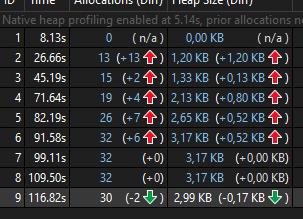 ID Time Allocations (Diff) Heap Size (Diff)
Native heap profiling enabled at 5.14s, prior allocations no
1 8.13s 0 (n/a) 0,00 KB (n/a)
2 26.66s 13 (+13) 1,20 KB (+1,20 KB)
3 45.19s 15 (+2) 1,33 KB (+0,13 KB)
4 71.64s 19 (+4) 2,13 KB (+0,80 KB)
5 82.19s 26 (+7) 2,65 KB (+0,52 KB)
6 91.58s 32 (+6) 3,17 KB (+0,52 KB)
7 99.11s 32 (+0) 3,17 KB (+0,00 KB)
8 109.50s 32 (+0) 3,17 KB (+0,00 KB)
9 116.82s 30 (-2) 2,99 KB (-0,17 KB)